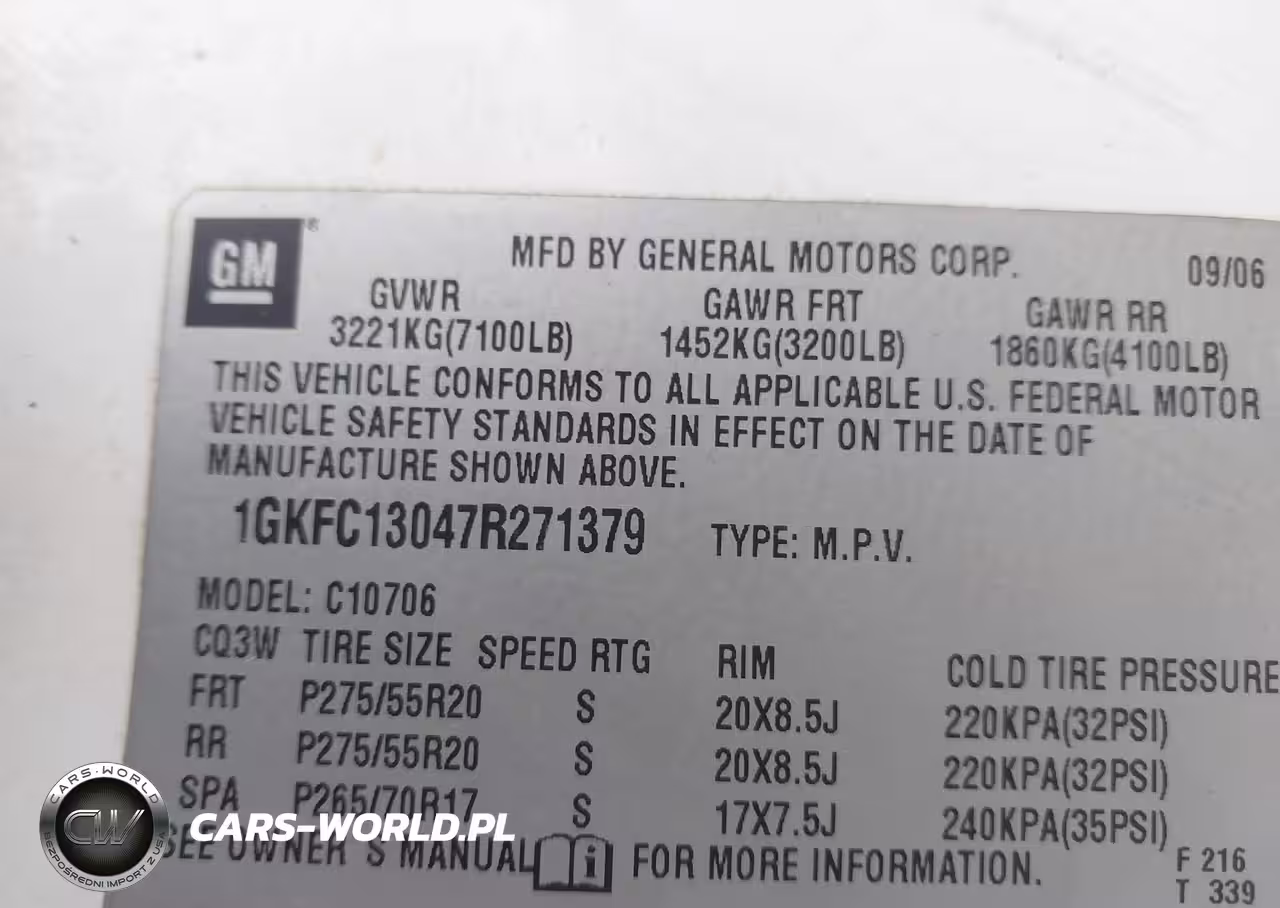 GM®
MFD BY GENERAL MOTORS CORP. 09/06
GVWR GAWR FRT GAWR RR
3221KG(7100LB) 1452KG(3200LB) 1860KG(4100LB)
THIS VEHICLE CONFORMS TO ALL APPLICABLE U.S. FEDERAL MOTOR
VEHICLE SAFETY STANDARDS IN EFFECT ON THE DATE OF
MANUFACTURE SHOWN ABOVE.
1GKFC13047R271379 TYPE: M.P.V.
MODEL: C10706
CQ3W TIRE SIZE SPEED RTG RIM COLD TIRE PRESSURE
FRT P275/55R20 S 20X8.5J 220KPA(32PSI)
RR P275/55R20 S 20X8.5J 220KPA(32PSI)
SPA P265/70R17 S 17X7.5J 240KPA(35PSI)
SEE OWNER'S MANUAL i FOR MORE INFORMATION.
F 216
T 339
CARS-WORLD
CW
BEZPOŚREDNI IMPORT Z USA
CARS-WORLD.PL